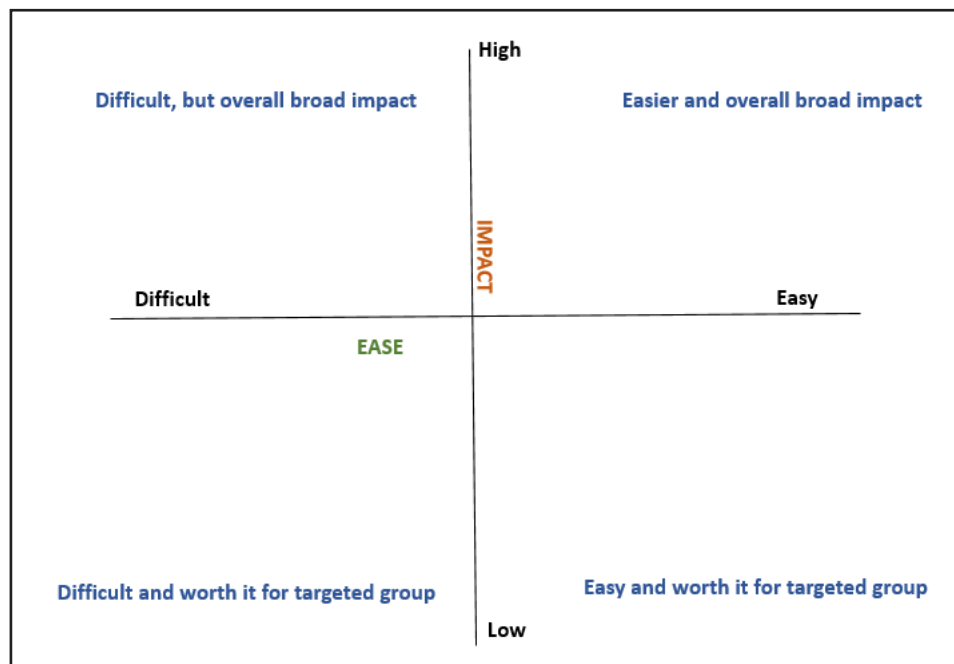 High
Difficult, but overall broad impact
Easier and overall broad impact
IMPACT
Difficult
Easy
EASE
Difficult and worth it for targeted group
Easy and worth it for targeted group
Low